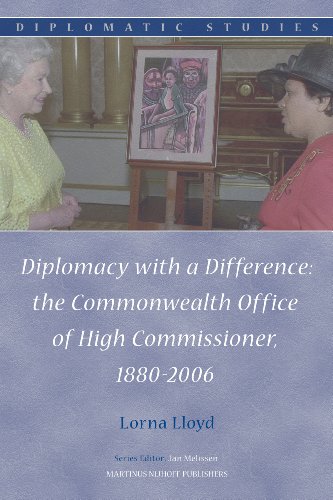 DIPLOMATIC STUDIES
Diplomacy with a Difference:
the Commonwealth Office
of High Commissioner,
1880-2006
Lorna Lloyd
Series Editor, Jan Melissen
MARTINUS NIJHOFF PUBLISHERS